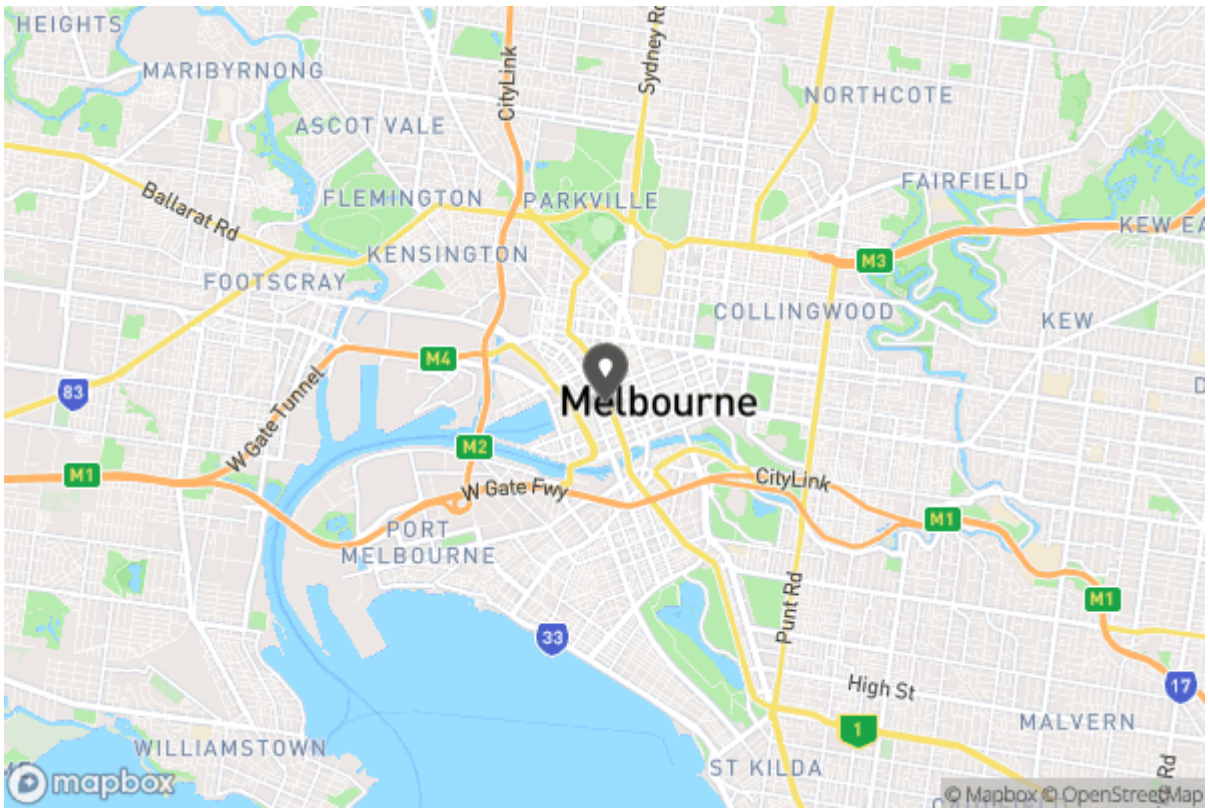 HEIGHTS
MARIBYRNONG
CityLink
Sydney Rd
NORTHCOTE
ASCOT VALE
FAIRFIELD
Ballarat Rd
FLEMINGTON
PARKVILLE
KEW EA
KENSINGTON
M3
FOOTSCRAY
COLLINGWOOD
KEW
M4
83
W Gate Tunnel
Melbourne
D
M2
M1
W Gate Fwy
CityLink
M1
PORT
MELBOURNE
M1
Punt Rd
33
High St
17
MALVERN
1
WILLIAMSTOWN
ST KILDA
Rd
mapbox
© Mapbox © OpenStreetMap